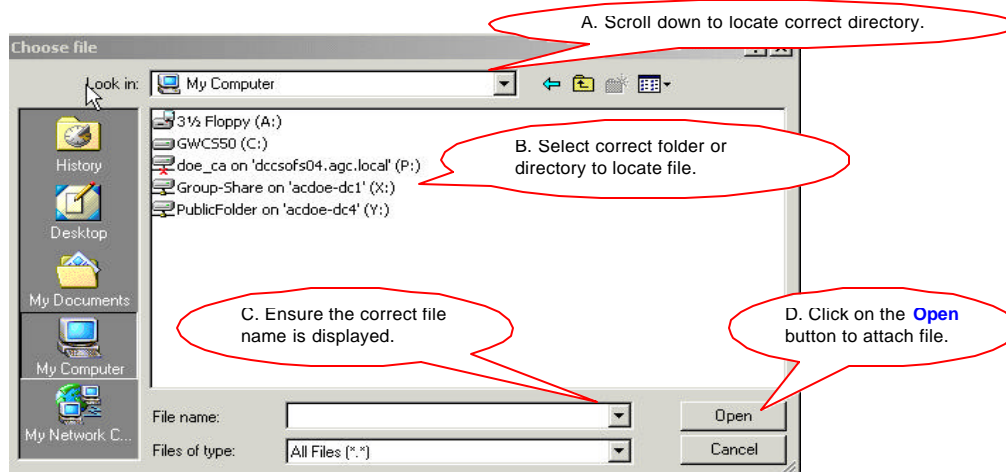 A. Scroll down to locate correct directory.
Choose file
Look in:
My Computer
3½ Floppy (A:)
GWCS50 (C:)
doe_ca on 'dccsofs04.agc.local' (P:)
Group-Share on 'acdoe-dc1' (X:)
PublicFolder on 'acdoe-dc4' (Y:)
B. Select correct folder or
directory to locate file.
History
Desktop
My Documents
My Computer
My Network C...
C. Ensure the correct file
name is displayed.
D. Click on the Open
button to attach file.
File name:
Open
Files of type:
All Files (*.*)
Cancel